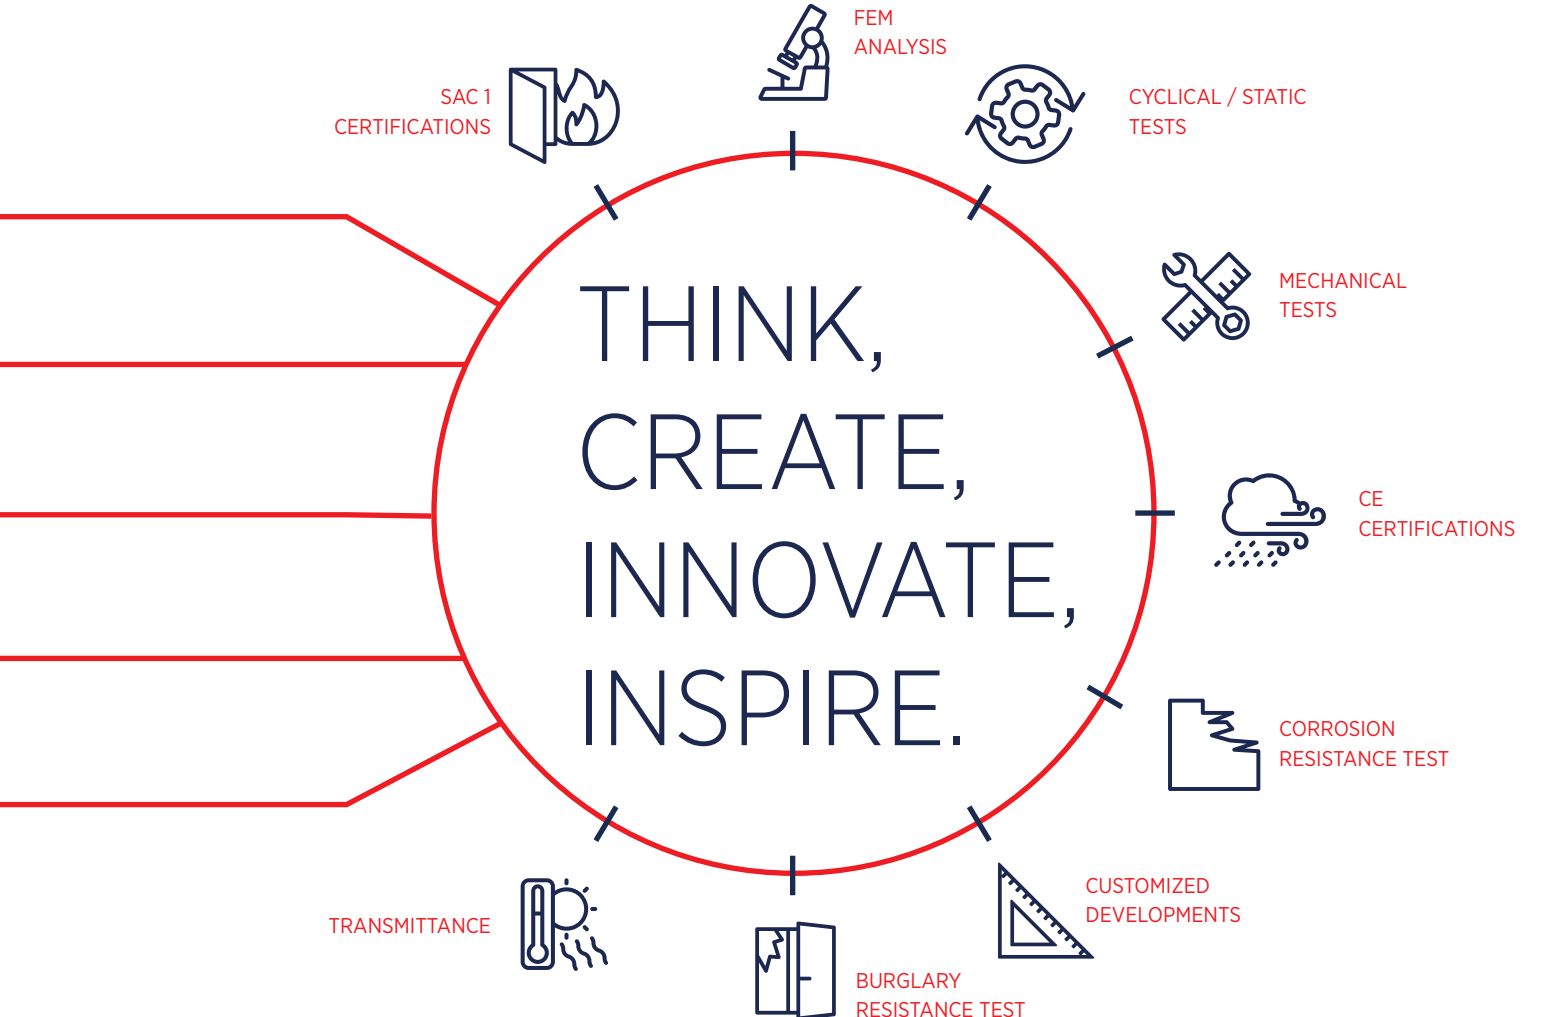 FEM
ANALYSIS
SAC 1
CERTIFICATIONS
CYCLICAL / STATIC
TESTS
MECHANICAL
TESTS
THINK,
CREATE,
INNOVATE,
INSPIRE.
CE
CERTIFICATIONS
CORROSION
RESISTANCE TEST
CUSTOMIZED
DEVELOPMENTS
TRANSMITTANCE
BURGLARY
RESISTANCE TEST